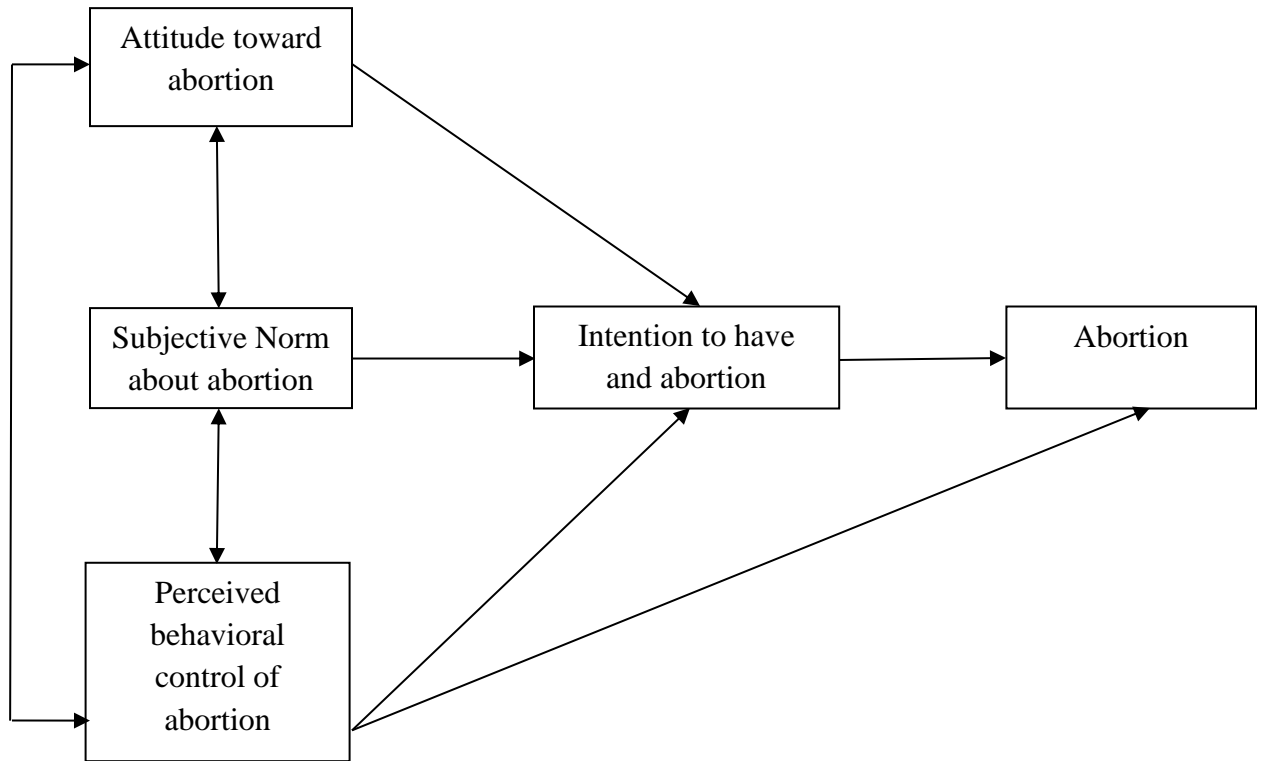 Attitude toward
abortion
Subjective Norm
about abortion
Intention to have
and abortion
Abortion
Perceived
behavioral
control of
abortion